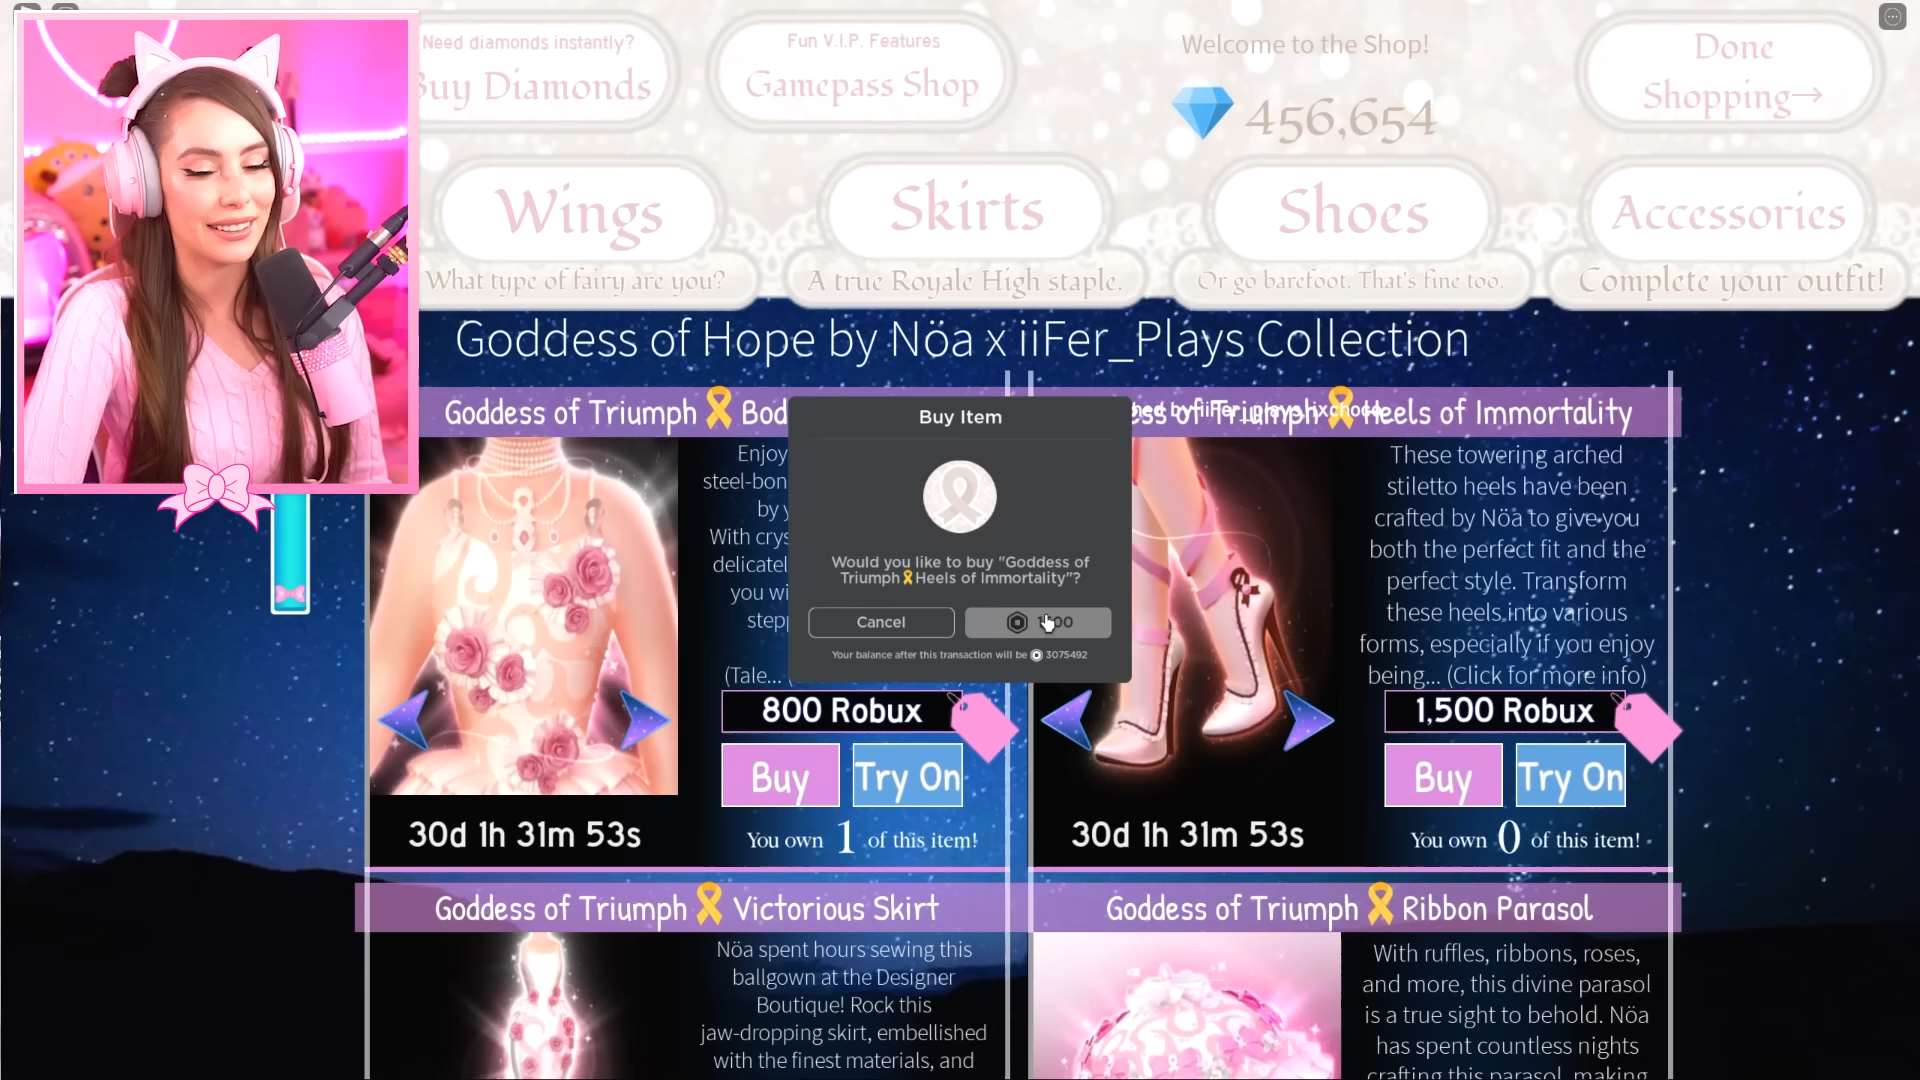 Need diamonds instantly?
Buy Diamonds
Fun V.I.P. Features
Gamepass Shop
Welcome to the Shop!
456,654
Done
Shopping→
Wings
What type of fairy are you?
Skirts
A true Royale High staple.
Shoes
Or go barefoot. That's fine too.
Accessories
Complete your outfit!
Goddess of Hope by Nöa x iiFer_Plays Collection
Goddess of Triumph🎗Bod
Enjoy
steel-bon
by y
With crys
delicatel
you wi
step
(Tale...
800 Robux
Buy
Try On
30d 1h 31m 53s
You own 1 of this item!
Buy Item
Would you like to buy "Goddess of
Triumph🎗Heels of Immortality"?
Cancel
Your balance after this transaction will be 3075492
Triumph🎗Heels of Immortality
These towering arched
stiletto heels have been
crafted by Nöa to give you
both the perfect fit and the
perfect style. Transform
these heels into various
forms, especially if you enjoy
being... (Click for more info)
1,500 Robux
Buy
Try On
30d 1h 31m 53s
You own 0 of this item!
Goddess of Triumph🎗Victorious Skirt
Nöa spent hours sewing this
ballgown at the Designer
Boutique! Rock this
jaw-dropping skirt, embellished
with the finest materials, and
Goddess of Triumph🎗Ribbon Parasol
With ruffles, ribbons, roses,
and more, this divine parasol
is a true sight to behold. Nöa
has spent countless nights
crafting this parasol, making